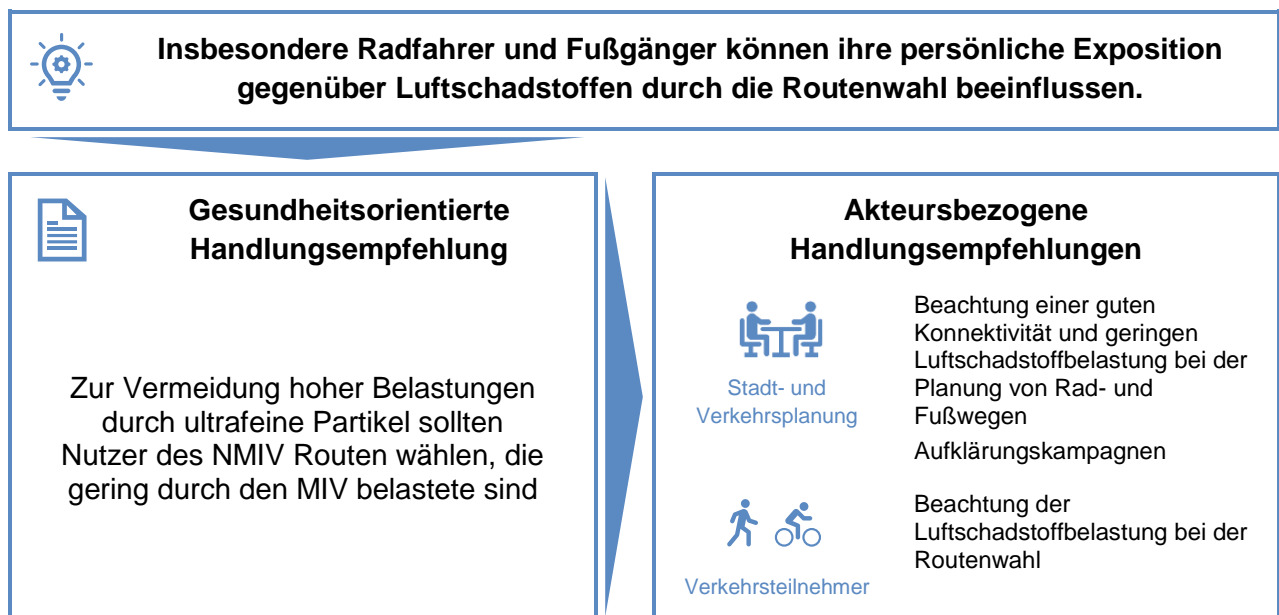 Insbesondere Radfahrer und Fußgänger können ihre persönliche Exposition
gegenüber Luftschadstoffen durch die Routenwahl beeinflussen.
Gesundheitsorientierte
Handlungsempfehlung
Zur Vermeidung hoher Belastungen
durch ultrafeine Partikel sollten
Nutzer des NMIV Routen wählen, die
gering durch den MIV belastete sind
Akteursbezogene
Handlungsempfehlungen
Stadt- und
Verkehrsplanung
Beachtung einer guten
Konnektivität und geringen
Luftschadstoffbelastung bei der
Planung von Rad- und
Fußwegen
Aufklärungskampagnen
Verkehrsteilnehmer
Beachtung der
Luftschadstoffbelastung bei der
Routenwahl